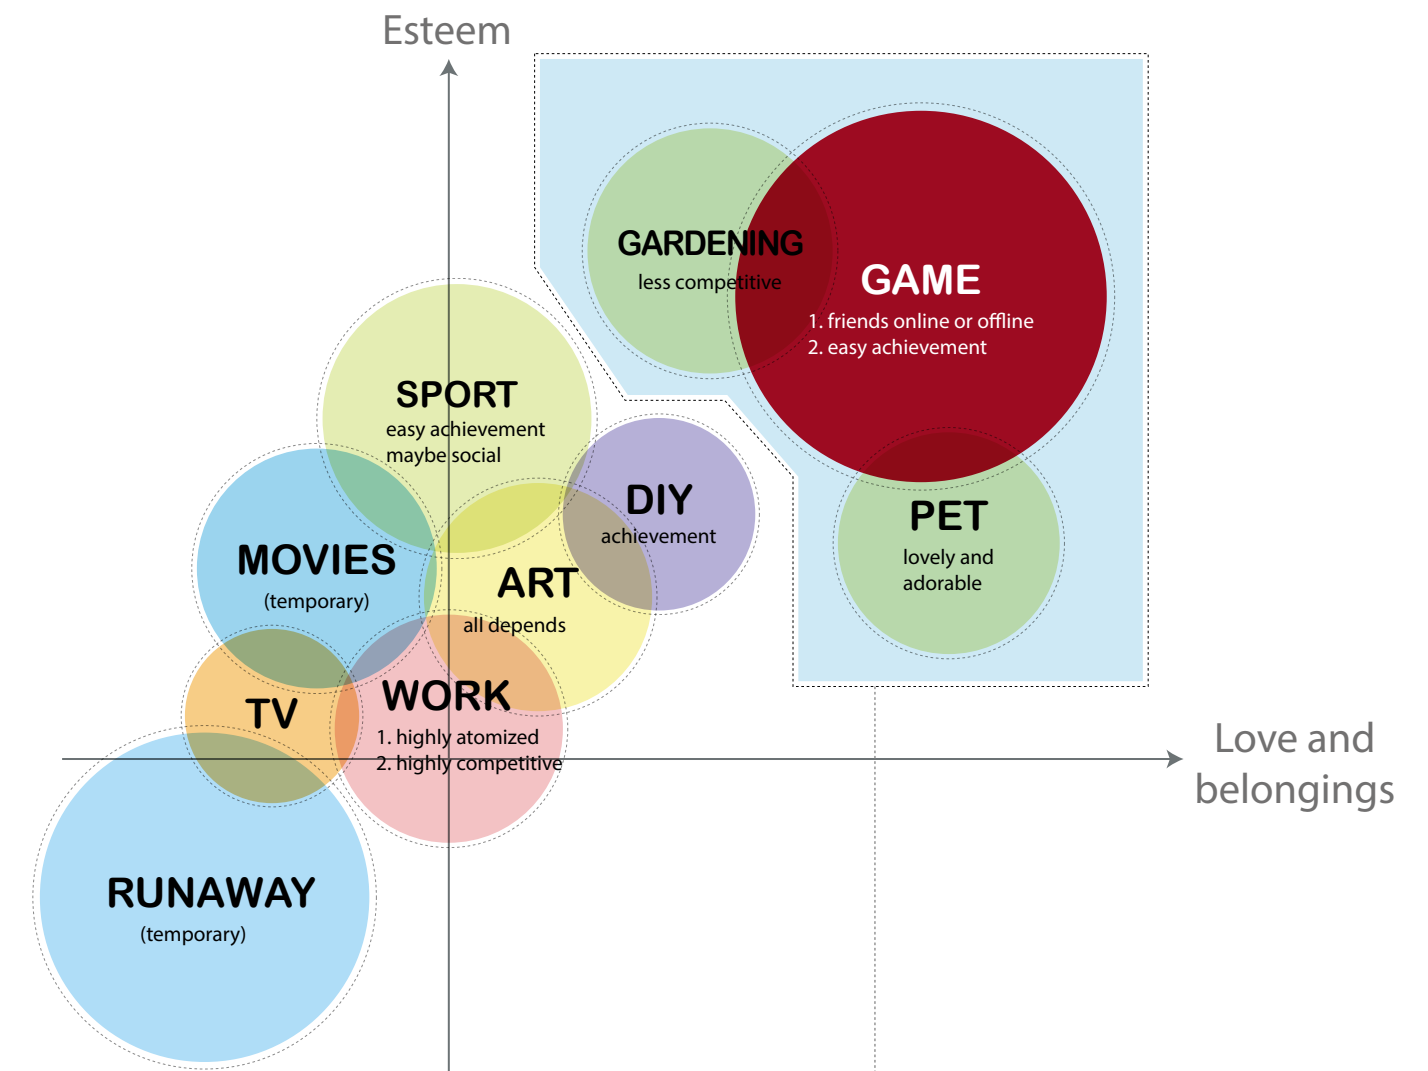 Esteem
GARDENING
less competitive
GAME
1. friends online or offline
2. easy achievement
SPORT
easy achievement
maybe social
DIY
achievement
PET
lovely and
adorable
MOVIES
(temporary)
ART
all depends
TV
WORK
1. highly atomized
2. highly competitive
Love and
belongings
RUNAWAY
(temporary)